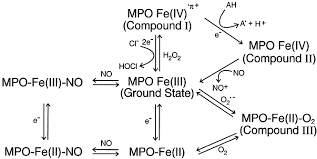 MPO Fe(IV)·π+
(Compound I)
AH
A· + H+
e-
Cl- 2e-
H2O2
HOCl
MPO Fe(IV)
(Compound II)
NO
NO+
MPO-Fe(III)-NO
NO
MPO Fe(III)
(Ground State)
O2·-
e-
e-
MPO-Fe(II)-O2
(Compound III)
O2
MPO-Fe(II)-NO
NO
MPO-Fe(II)